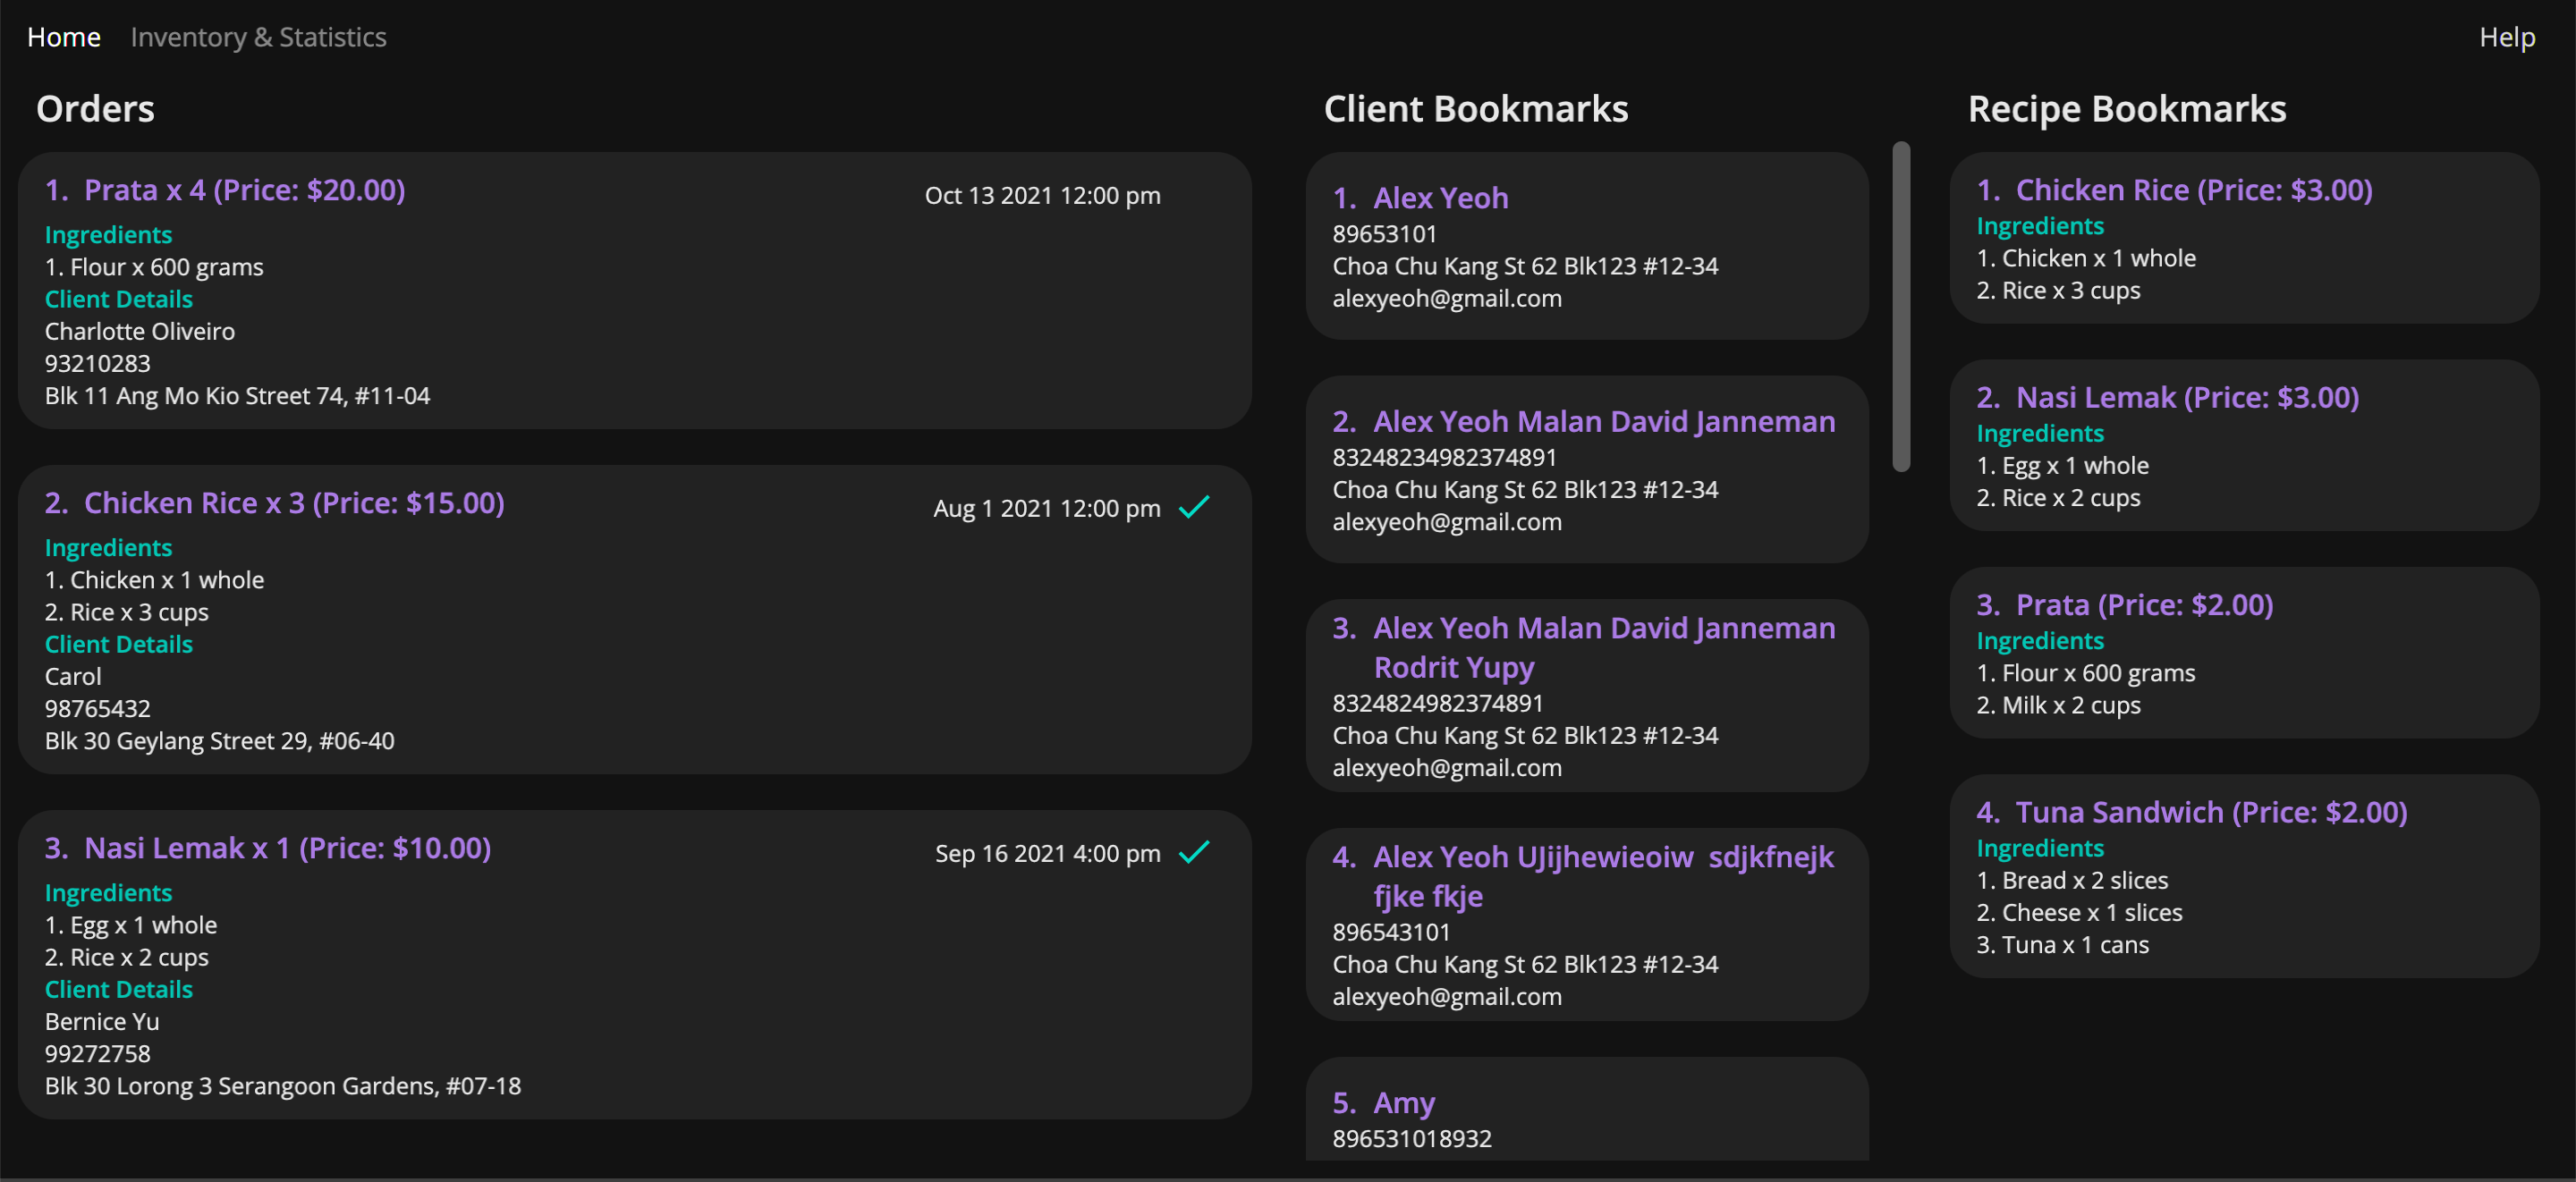 Home Inventory & Statistics Help
Orders
1. Prata x 4 (Price: $20.00) Oct 13 2021 12:00 pm
Ingredients
1. Flour x 600 grams
Client Details
Charlotte Oliveiro
93210283
Blk 11 Ang Mo Kio Street 74, #11-04
2. Chicken Rice x 3 (Price: $15.00) Aug 1 2021 12:00 pm
Ingredients
1. Chicken x 1 whole
2. Rice x 3 cups
Client Details
Carol
98765432
Blk 30 Geylang Street 29, #06-40
3. Nasi Lemak x 1 (Price: $10.00) Sep 16 2021 4:00 pm
Ingredients
1. Egg x 1 whole
2. Rice x 2 cups
Client Details
Bernice Yu
99272758
Blk 30 Lorong 3 Serangoon Gardens, #07-18
Client Bookmarks
1. Alex Yeoh
89653101
Choa Chu Kang St 62 Blk123 #12-34
alexyeoh@gmail.com
2. Alex Yeoh Malan David Janneman
83248234982374891
Choa Chu Kang St 62 Blk123 #12-34
alexyeoh@gmail.com
3. Alex Yeoh Malan David Janneman
Rodrit Yupy
8324824982374891
Choa Chu Kang St 62 Blk123 #12-34
alexyeoh@gmail.com
4. Alex Yeoh UJijhewieoiw sdjkfnejk
fjke fkje
896543101
Choa Chu Kang St 62 Blk123 #12-34
alexyeoh@gmail.com
5. Amy
896531018932
Recipe Bookmarks
1. Chicken Rice (Price: $3.00)
Ingredients
1. Chicken x 1 whole
2. Rice x 3 cups
2. Nasi Lemak (Price: $3.00)
Ingredients
1. Egg x 1 whole
2. Rice x 2 cups
3. Prata (Price: $2.00)
Ingredients
1. Flour x 600 grams
2. Milk x 2 cups
4. Tuna Sandwich (Price: $2.00)
Ingredients
1. Bread x 2 slices
2. Cheese x 1 slices
3. Tuna x 1 cans